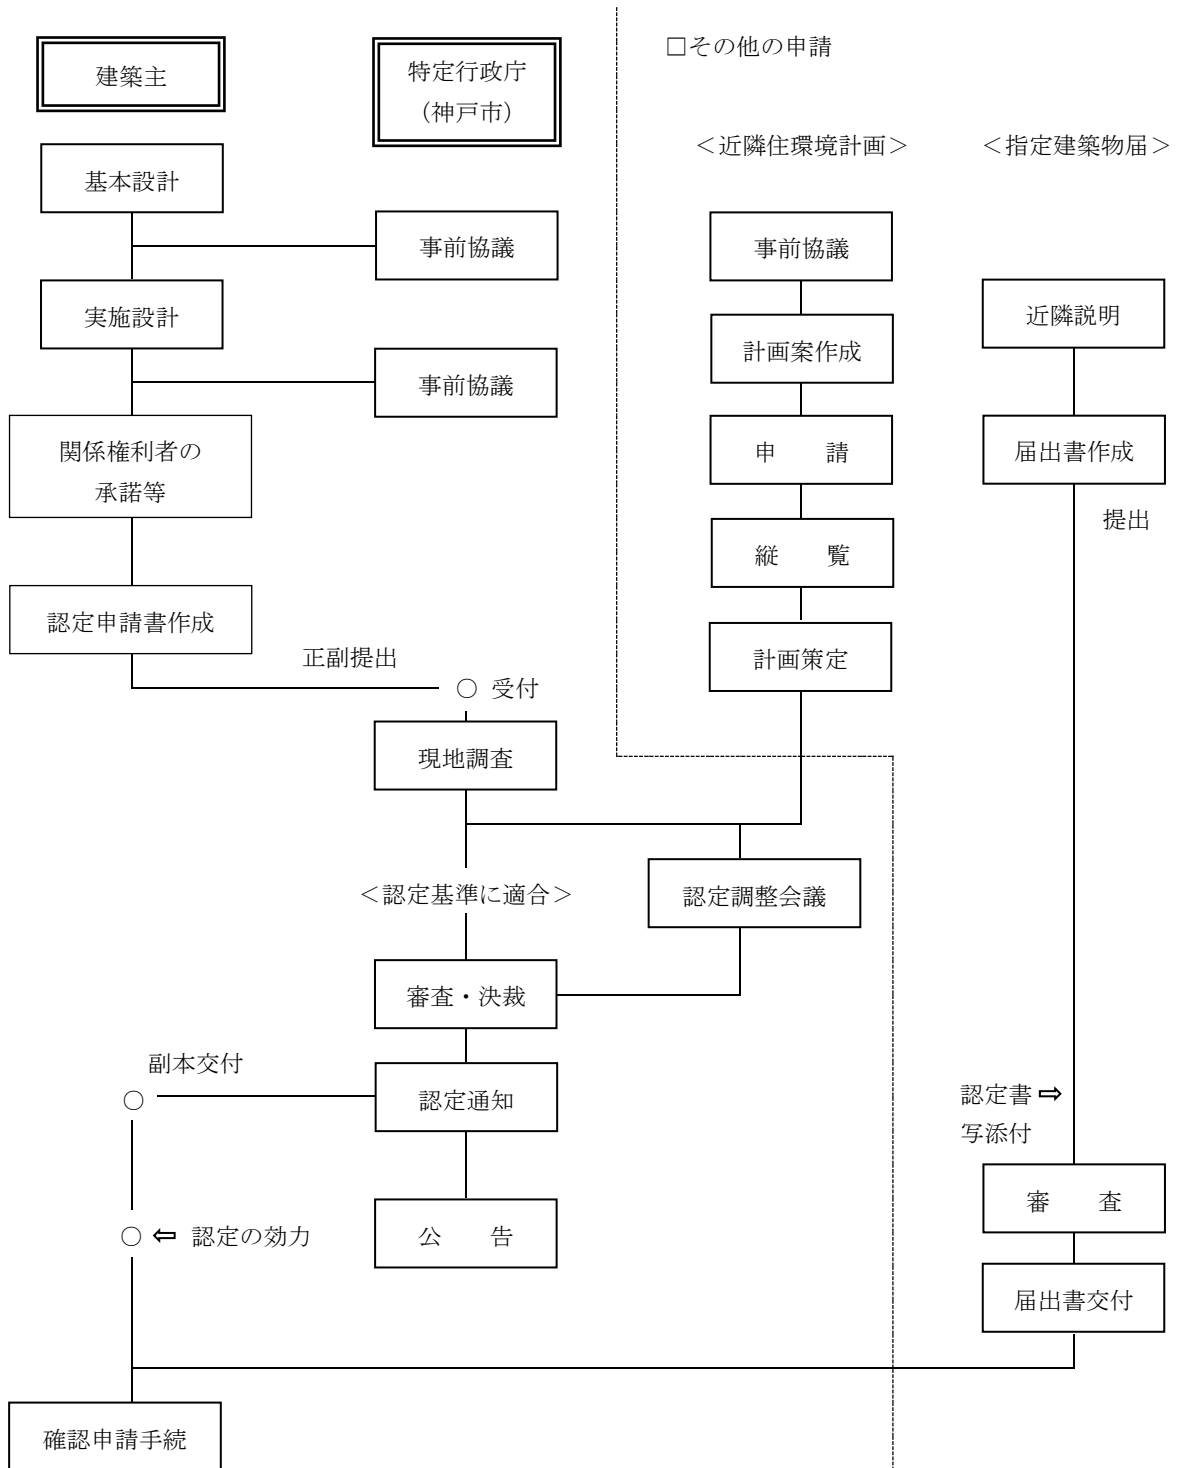 建築主
特定行政庁
（神戸市）
□その他の申請
＜近隣住環境計画＞
＜指定建築物届＞
基本設計
事前協議
事前協議
実施設計
近隣説明
計画案作成
事前協議
関係権利者の
承諾等
申　　請
届出書作成
提出
縦　　覧
認定申請書作成
計画策定
正副提出
○ 受付
現地調査
＜認定基準に適合＞
認定調整会議
審査・決裁
副本交付
○
認定通知
認定書⇨
写添付
審　　査
○⇦ 認定の効力
公　　告
届出書交付
確認申請手続